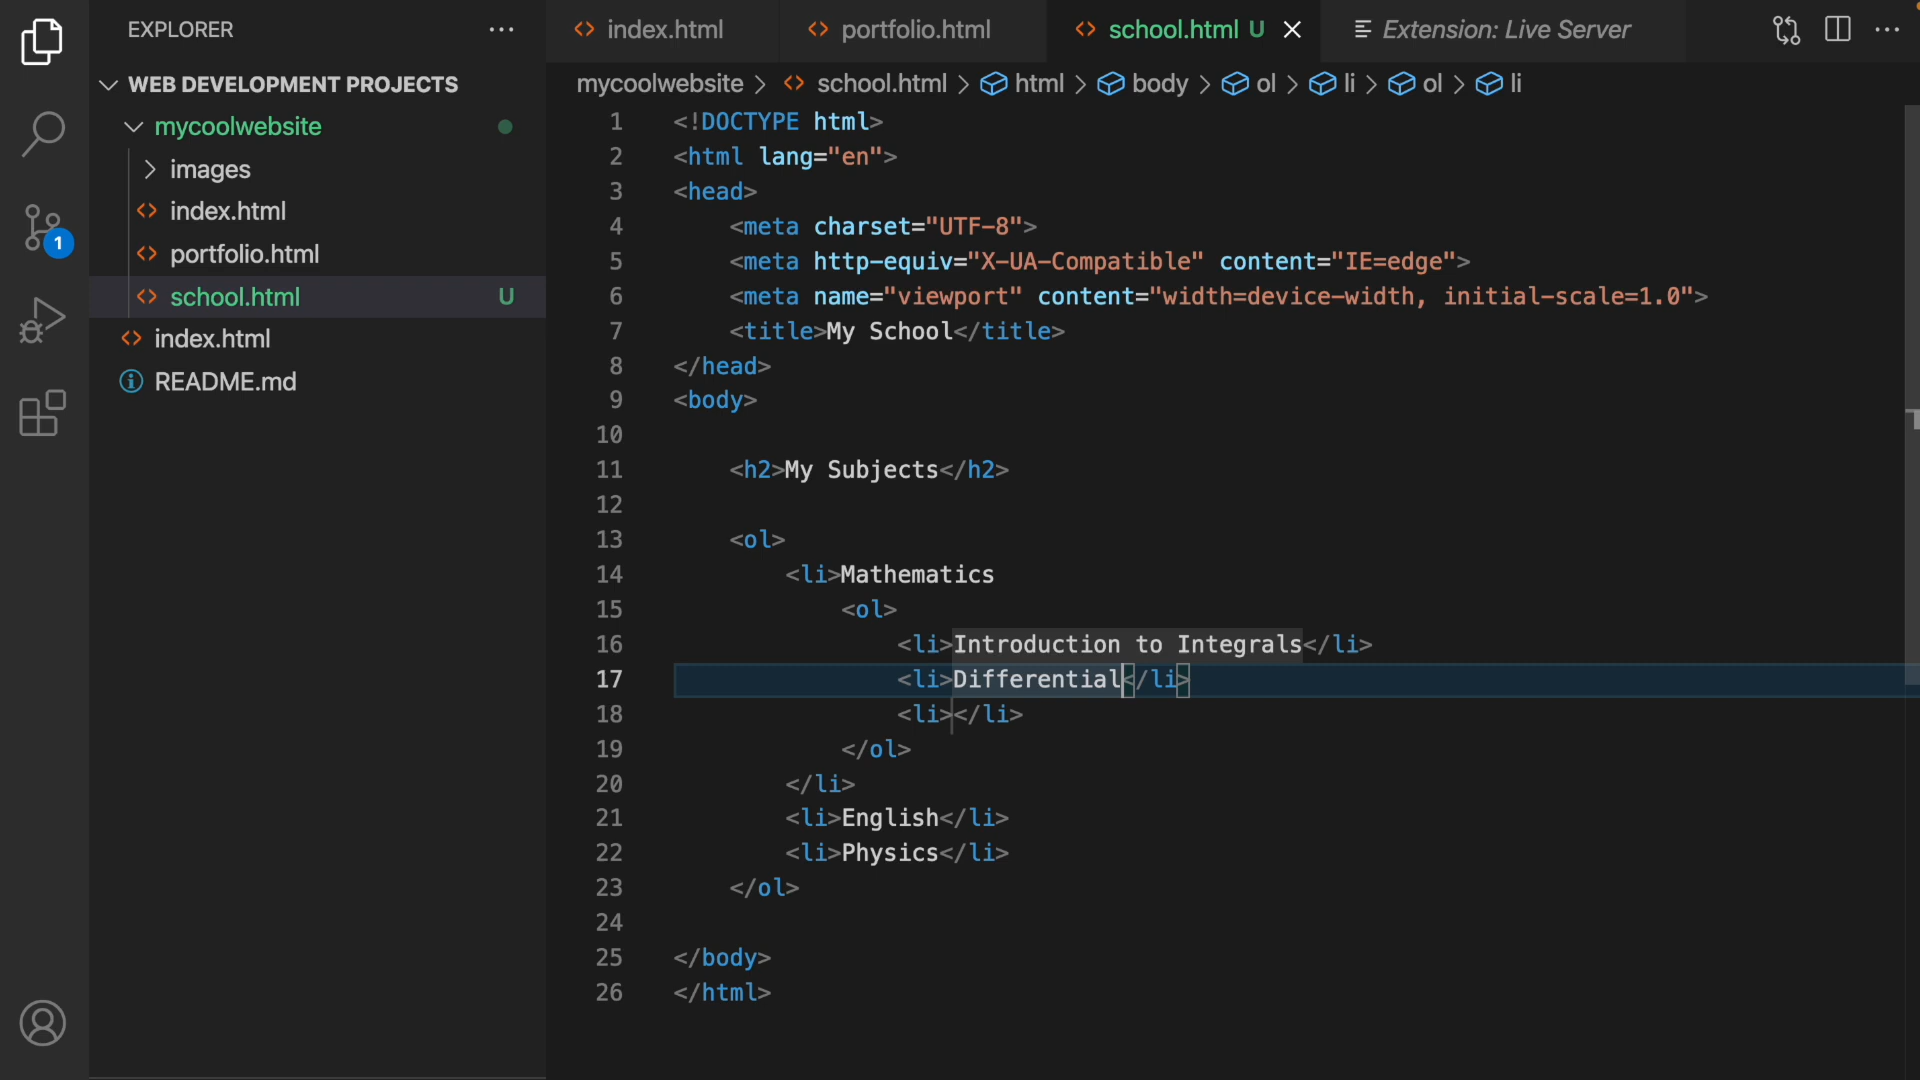 EXPLORER
WEB DEVELOPMENT PROJECTS
mycoolwebsite
images
index.html
portfolio.html
school.html U
index.html
README.md
1
index.html portfolio.html school.html U Extension: Live Server
mycoolwebsite > school.html > html > body > ol > li > ol > li
1 <!DOCTYPE html>
2 <html lang="en">
3 <head>
4 <meta charset="UTF-8">
5 <meta http-equiv="X-UA-Compatible" content="IE=edge">
6 <meta name="viewport" content="width=device-width, initial-scale=1.0">
7 <title>My School</title>
8 </head>
9 <body>
10
11 <h2>My Subjects</h2>
12
13 <ol>
14 <li>Mathematics
15 <ol>
16 <li>Introduction to Integrals</li>
17 <li>Differential</li>
18 <li></li>
19 </ol>
20 </li>
21 <li>English</li>
22 <li>Physics</li>
23 </ol>
24
25 </body>
26 </html>